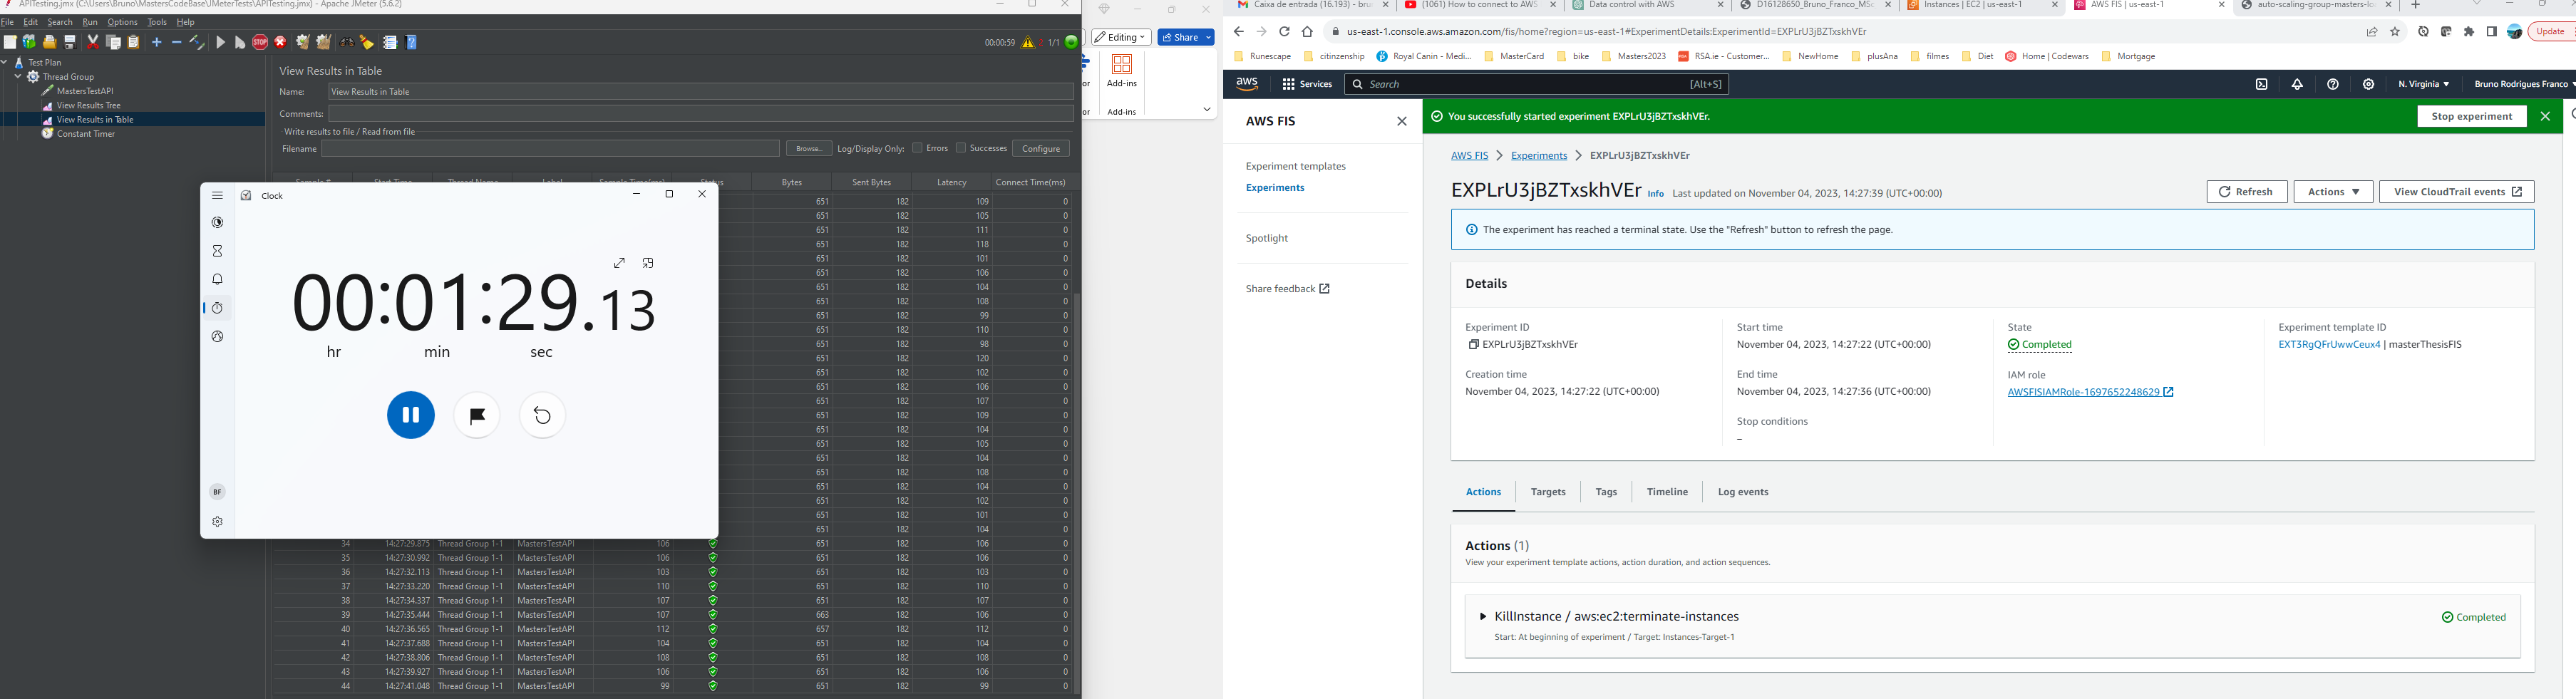 APITesting.jmx (C:\Users\Bruno\MastersCodeBase\JMeterTests\APITesting.jmx) - Apache JMeter (5.6.2)
File Edit Search Run Options Tools Help
00:00:59 1/1
Test Plan
Thread Group
MastersTestAPI
View Results Tree
View Results in Table
Constant Timer
View Results in Table
Name: View Results in Table
Comments:
Write results to file / Read from file
Filename Browse... Log/Display Only: Errors Successes Configure
Sample # Start Time Thread Name Label Sample Time(ms) Status Bytes Sent Bytes Latency Connect Time(ms)
651 182 109 0
651 182 105 0
651 182 111 0
651 182 118 0
651 182 101 0
651 182 106 0
651 182 104 0
651 182 108 0
651 182 99 0
651 182 110 0
651 182 98 0
651 182 120 0
651 182 102 0
651 182 106 0
651 182 107 0
651 182 109 0
651 182 104 0
651 182 105 0
651 182 104 0
651 182 108 0
651 182 104 0
651 182 102 0
651 182 101 0
651 182 104 0
34 14:27:29.875 Thread Group 1-1 MastersTestAPI 106 651 182 106 0
35 14:27:30.992 Thread Group 1-1 MastersTestAPI 106 651 182 106 0
36 14:27:32.113 Thread Group 1-1 MastersTestAPI 103 651 182 103 0
37 14:27:33.220 Thread Group 1-1 MastersTestAPI 110 651 182 110 0
38 14:27:34.337 Thread Group 1-1 MastersTestAPI 107 651 182 107 0
39 14:27:35.444 Thread Group 1-1 MastersTestAPI 107 663 182 106 0
40 14:27:36.565 Thread Group 1-1 MastersTestAPI 112 657 182 112 0
41 14:27:37.688 Thread Group 1-1 MastersTestAPI 104 651 182 104 0
42 14:27:38.806 Thread Group 1-1 MastersTestAPI 108 651 182 108 0
43 14:27:39.927 Thread Group 1-1 MastersTestAPI 106 651 182 106 0
44 14:27:41.048 Thread Group 1-1 MastersTestAPI 99 651 182 99 0
Clock
00:01:29.13
hr min sec
BF
Editing Share
or Add-ins
Add-ins
Caixa de entrada (16.193) - bru
(1061) How to connect to AWS
Data control with AWS
D16128650_Bruno_Franco_MSc
Instances | EC2 | us-east-1
AWS FIS | us-east-1
auto-scaling-group-masters-lo
us-east-1.console.aws.amazon.com/fis/home?region=us-east-1#ExperimentDetails:ExperimentId=EXPLrU3jBZTxskhVEr
Update
Runescape citinzenship Royal Canin - Medi... MasterCard bike Masters2023 RSA.ie - Customer... NewHome plusAna filmes Diet Home | Codewars Mortgage
aws Services Search [Alt+S] N. Virginia Bruno Rodrigues Franco
AWS FIS
Experiment templates
Experiments
Spotlight
Share feedback
You successfully started experiment EXPLrU3jBZTxskhVEr.
Stop experiment
AWS FIS Experiments EXPLrU3jBZTxskhVEr
EXPLrU3jBZTxskhVEr Info Last updated on November 04, 2023, 14:27:39 (UTC+00:00)
Refresh Actions View CloudTrail events
The experiment has reached a terminal state. Use the "Refresh" button to refresh the page.
Details
Experiment ID
EXPLrU3jBZTxskhVEr
Creation time
November 04, 2023, 14:27:22 (UTC+00:00)
Start time
November 04, 2023, 14:27:22 (UTC+00:00)
End time
November 04, 2023, 14:27:36 (UTC+00:00)
Stop conditions
–
State
Completed
IAM role
AWSFISIAMRole-1697652248629
Experiment template ID
EXT3RgQFrUwwCeux4 | masterThesisFIS
Actions Targets Tags Timeline Log events
Actions (1)
View your experiment template actions, action duration, and action sequences.
KillInstance / aws:ec2:terminate-instances
Completed
Start: At beginning of experiment / Target: Instances-Target-1